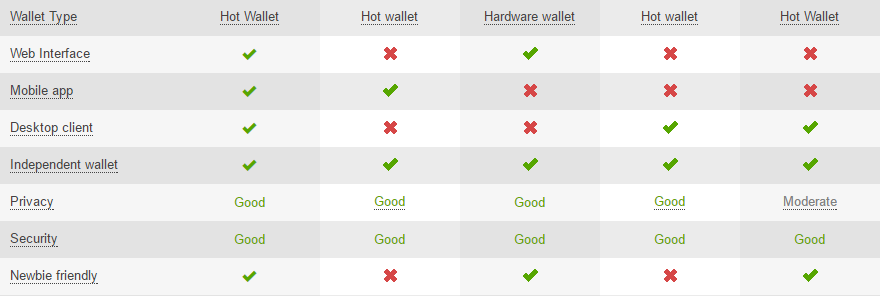 Wallet Type Hot Wallet Hot wallet Hardware wallet Hot wallet Hot Wallet
Web Interface
Mobile app
Desktop client
Independent wallet
Privacy Good Good Good Good Moderate
Security Good Good Good Good Good
Newbie friendly